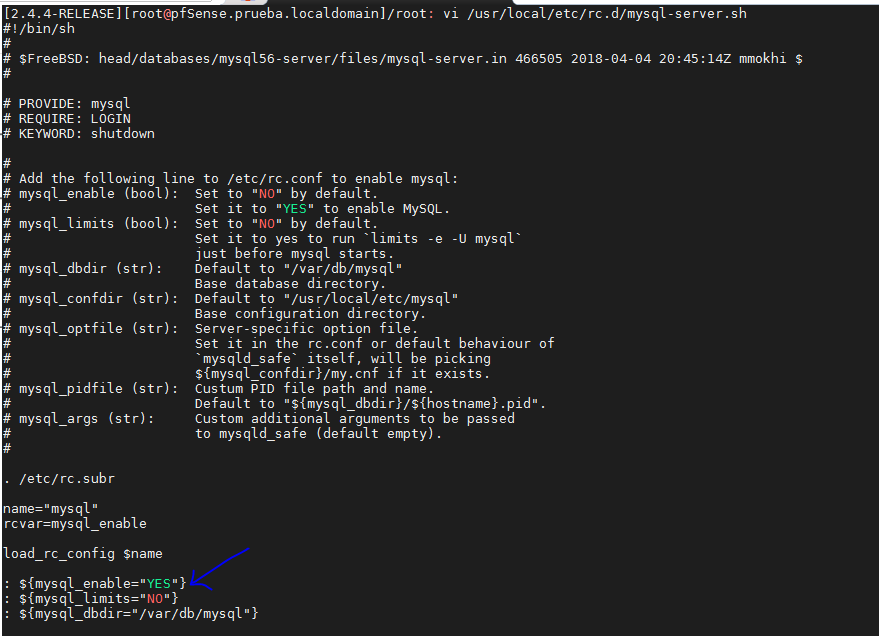 [2.4.4-RELEASE][root@pfSense.prueba.localdomain]/root: vi /usr/local/etc/rc.d/mysql-server.sh
#!/bin/sh
#
# $FreeBSD: head/databases/mysql56-server/files/mysql-server.in 466505 2018-04-04 20:45:14Z mmokhi $
#
# PROVIDE: mysql
# REQUIRE: LOGIN
# KEYWORD: shutdown
#
# Add the following line to /etc/rc.conf to enable mysql:
# mysql_enable (bool):  Set to "NO" by default.
#                       Set it to "YES" to enable MySQL.
# mysql_limits (bool):  Set to "NO" by default.
#                       Set it to yes to run `limits -e -U mysql`
#                       just before mysql starts.
# mysql_dbdir (str):    Default to "/var/db/mysql"
#                       Base database directory.
# mysql_confdir (str):  Default to "/usr/local/etc/mysql"
#                       Base configuration directory.
# mysql_optfile (str):  Server-specific option file.
#                       Set it in the rc.conf or default behaviour of
#                       `mysqld_safe` itself, will be picking
#                       ${mysql_confdir}/my.cnf if it exists.
# mysql_pidfile (str):  Custum PID file path and name.
#                       Default to "${mysql_dbdir}/${hostname}.pid".
# mysql_args (str):     Custom additional arguments to be passed
#                       to mysqld_safe (default empty).
#
. /etc/rc.subr
name="mysql"
rcvar=mysql_enable
load_rc_config $name
: ${mysql_enable="YES"}
: ${mysql_limits="NO"}
: ${mysql_dbdir="/var/db/mysql"}